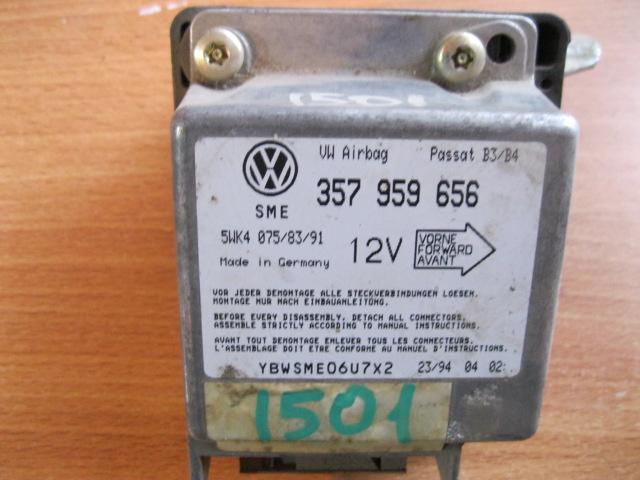 1501
VW Airbag Passat B3/B4
357 959 656
SME
5WK4 075/83/91
12V
VORNE
FORWARD
AVANT
Made in Germany
VOR JEDER DEMONTAGE ALLE STECKVERBINDUNGEN LOESEN.
MONTAGE NUR NACH EINBAUANLEITUNG.
BEFORE EVERY DISASSEMBLY, DETACH ALL CONNECTORS.
ASSEMBLE STRICTLY ACCORDING TO MANUAL INSTRUCTIONS.
AVANT TOUT DEMONTAGE ENLEVER TOUS LES CONNECTEURS.
L'ASSEMBLAGE DOIT ETRE CONFORME AU MANUEL D'INSTRUCTIONS.
YBWSME06U7X2 23/94 04 02
1501